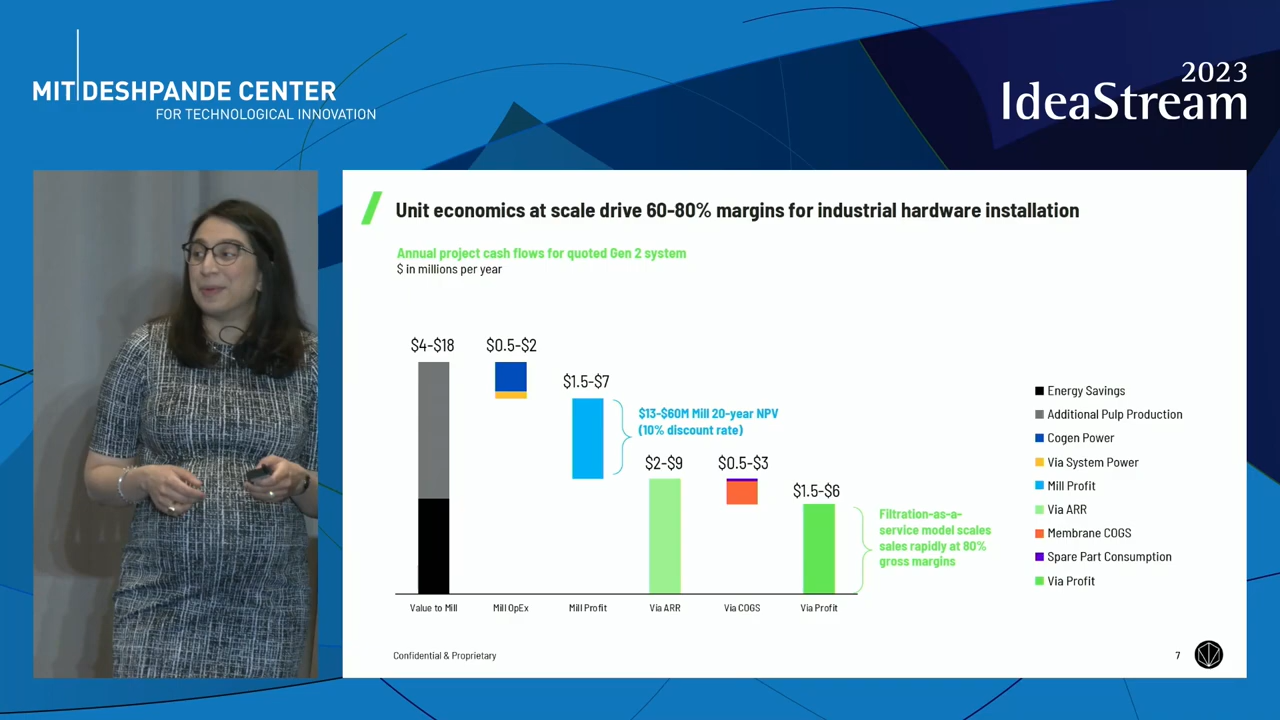 MIT DESHPANDE CENTER
FOR TECHNOLOGICAL INNOVATION
2023
IdeaStream
Unit economics at scale drive 60-80% margins for industrial hardware installation
Annual project cash flows for quoted Gen 2 system
$ in millions per year
$4-$18
$0.5-$2
$1.5-$7
$13-$60M Mill 20-year NPV
(10% discount rate)
$2-$9
$0.5-$3
$1.5-$6
Filtration-as-a-
service model scales
sales rapidly at 80%
gross margins
Energy Savings
Additional Pulp Production
Cogen Power
Via System Power
Mill Profit
Via ARR
Membrane COGS
Spare Part Consumption
Via Profit
Value to Mill
Mill OpEx
Mill Profit
Via ARR
Via COGS
Via Profit
Confidential & Proprietary
7